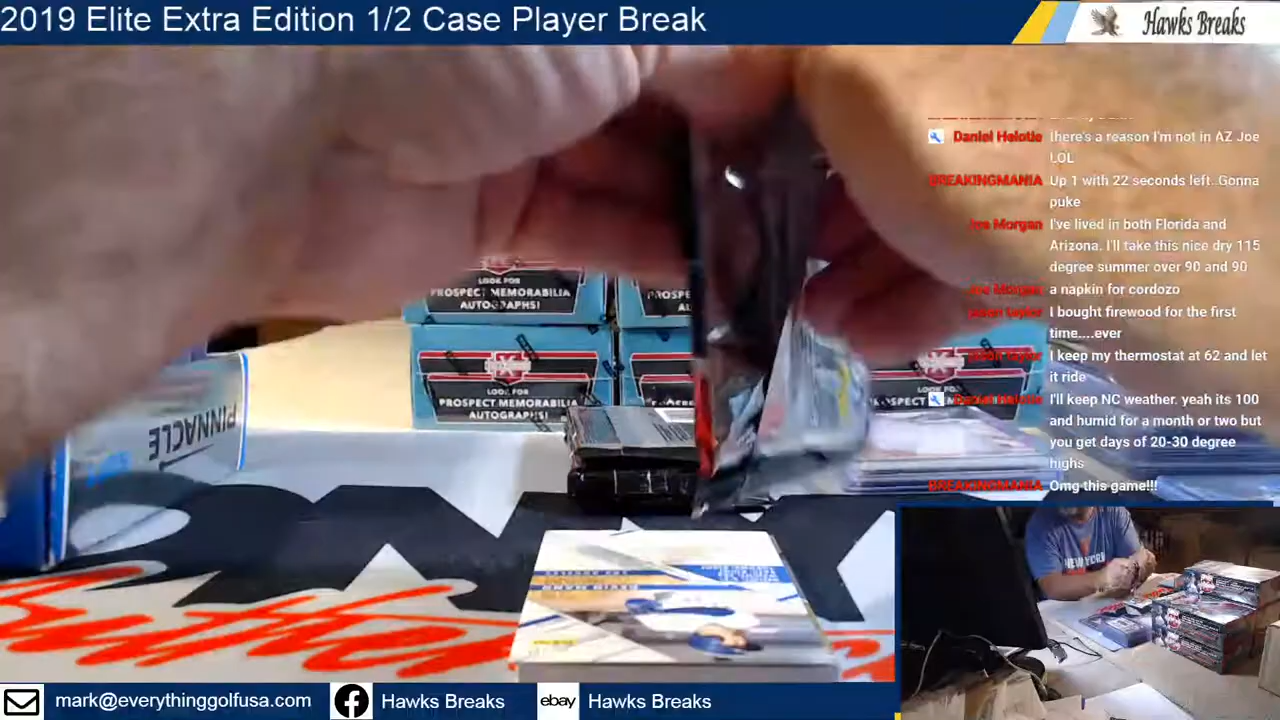 2019 Elite Extra Edition 1/2 Case Player Break
Hawks Breaks
Daniel Helotie there's a reason I'm not in AZ Joe
LOL
BREAKINGMANIA Up 1 with 22 seconds left. Gonna
puke
Joe Morgan I've lived in both Florida and
Arizona. I'll take this nice dry 115
degree summer over 90 and 90
Joe Morgan a napkin for cordozo
I bought firewood for the first
time....ever
I keep my thermostat at 62 and let
it ride
Daniel Helotie I'll keep NC weather. yeah its 100
and humid for a month or two but
you get days of 20-30 degree
highs
BREAKINGMANIA Omg this game!!!
LOOK FOR
PROSPECT MEMORABILIA
AUTOGRAPHS!
LOOK FOR
PROSPECT MEMORABILIA
AUTOGRAPHS!
PINNACLE
NEW YORK
mark@everythinggolfusa.com
Hawks Breaks
ebay
Hawks Breaks